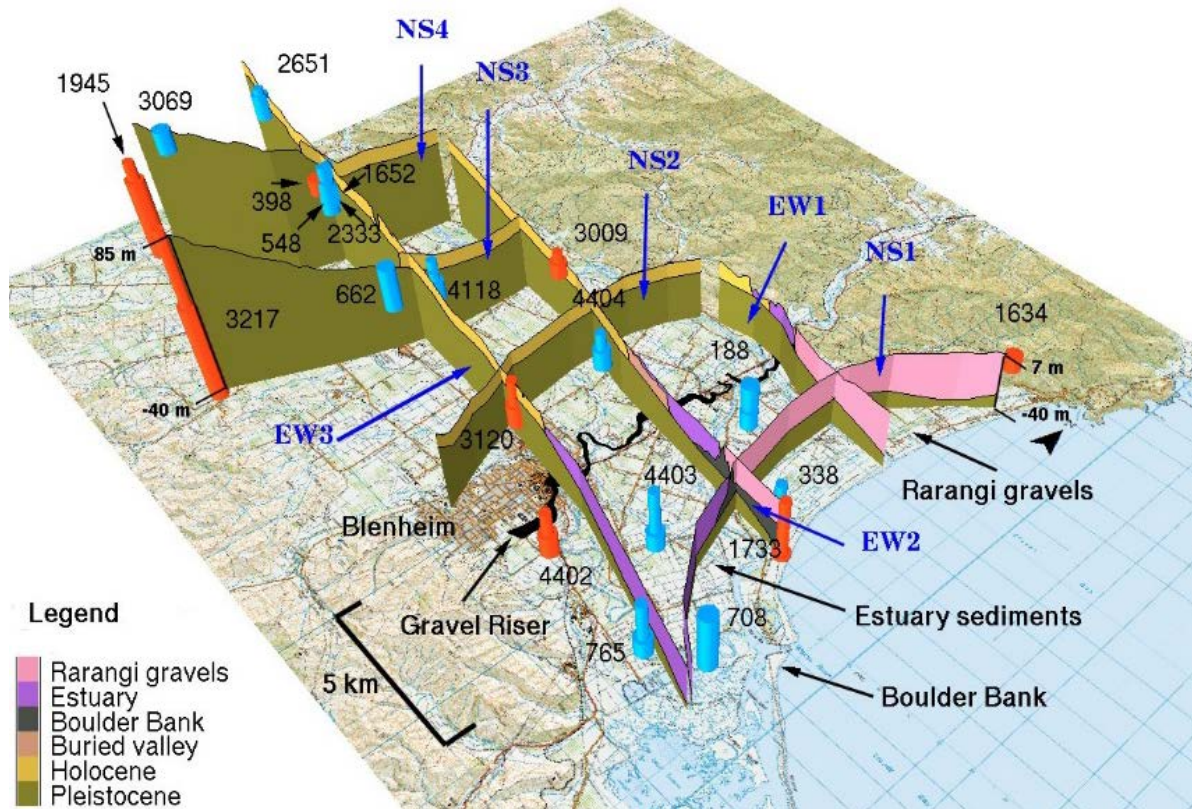 NS4
2651
NS3
1945
3069
NS2
1652
398
EW1
548
2333
3009
NS1
85 m
662
4118
4404
1634
3217
188
7 m
-40 m
-40 m
EW3
3120
4403
338
Rarangi gravels
Blenheim
1733
EW2
4402
Legend
Gravel Riser
708
Estuary sediments
765
Rarangi gravels
5 km
Estuary
Boulder Bank
Boulder Bank
Buried valley
Holocene
Pleistocene